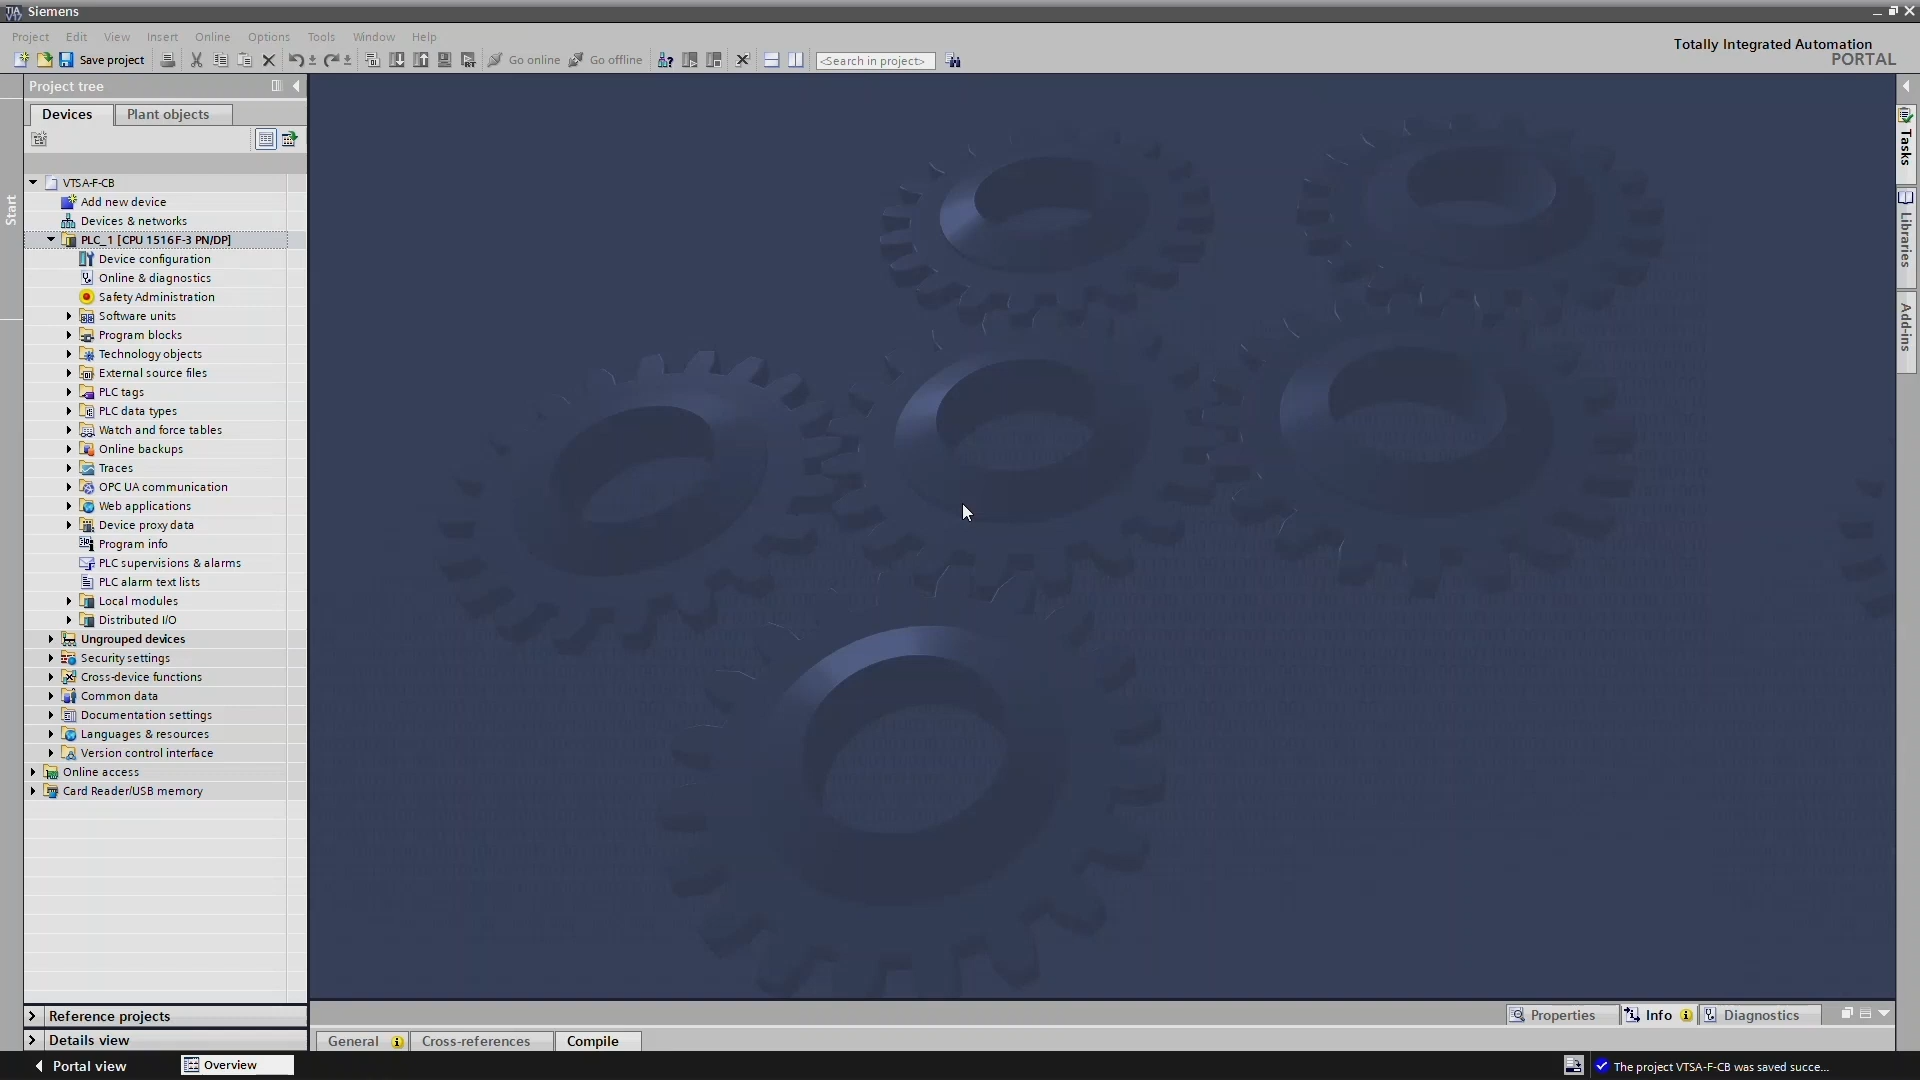 Siemens
Project Edit View Insert Online Options Tools Window Help
Totally Integrated Automation
PORTAL
Save project
Go online
Go offline
<Search in project>
Project tree
Devices
Plant objects
Start
VTSA-F-CB
Add new device
Devices & networks
PLC_1 [CPU 1516F-3 PN/DP]
Device configuration
Online & diagnostics
Safety Administration
Software units
Program blocks
Technology objects
External source files
PLC tags
PLC data types
Watch and force tables
Online backups
Traces
OPC UA communication
Web applications
Device proxy data
Program info
PLC supervisions & alarms
PLC alarm text lists
Local modules
Distributed I/O
Ungrouped devices
Security settings
Cross-device functions
Common data
Documentation settings
Languages & resources
Version control interface
Online access
Card Reader/USB memory
Tasks
Libraries
Add-ins
Reference projects
Details view
Properties
Info
Diagnostics
General
Cross-references
Compile
Portal view
Overview
The project VTSA-F-CB was saved succe...